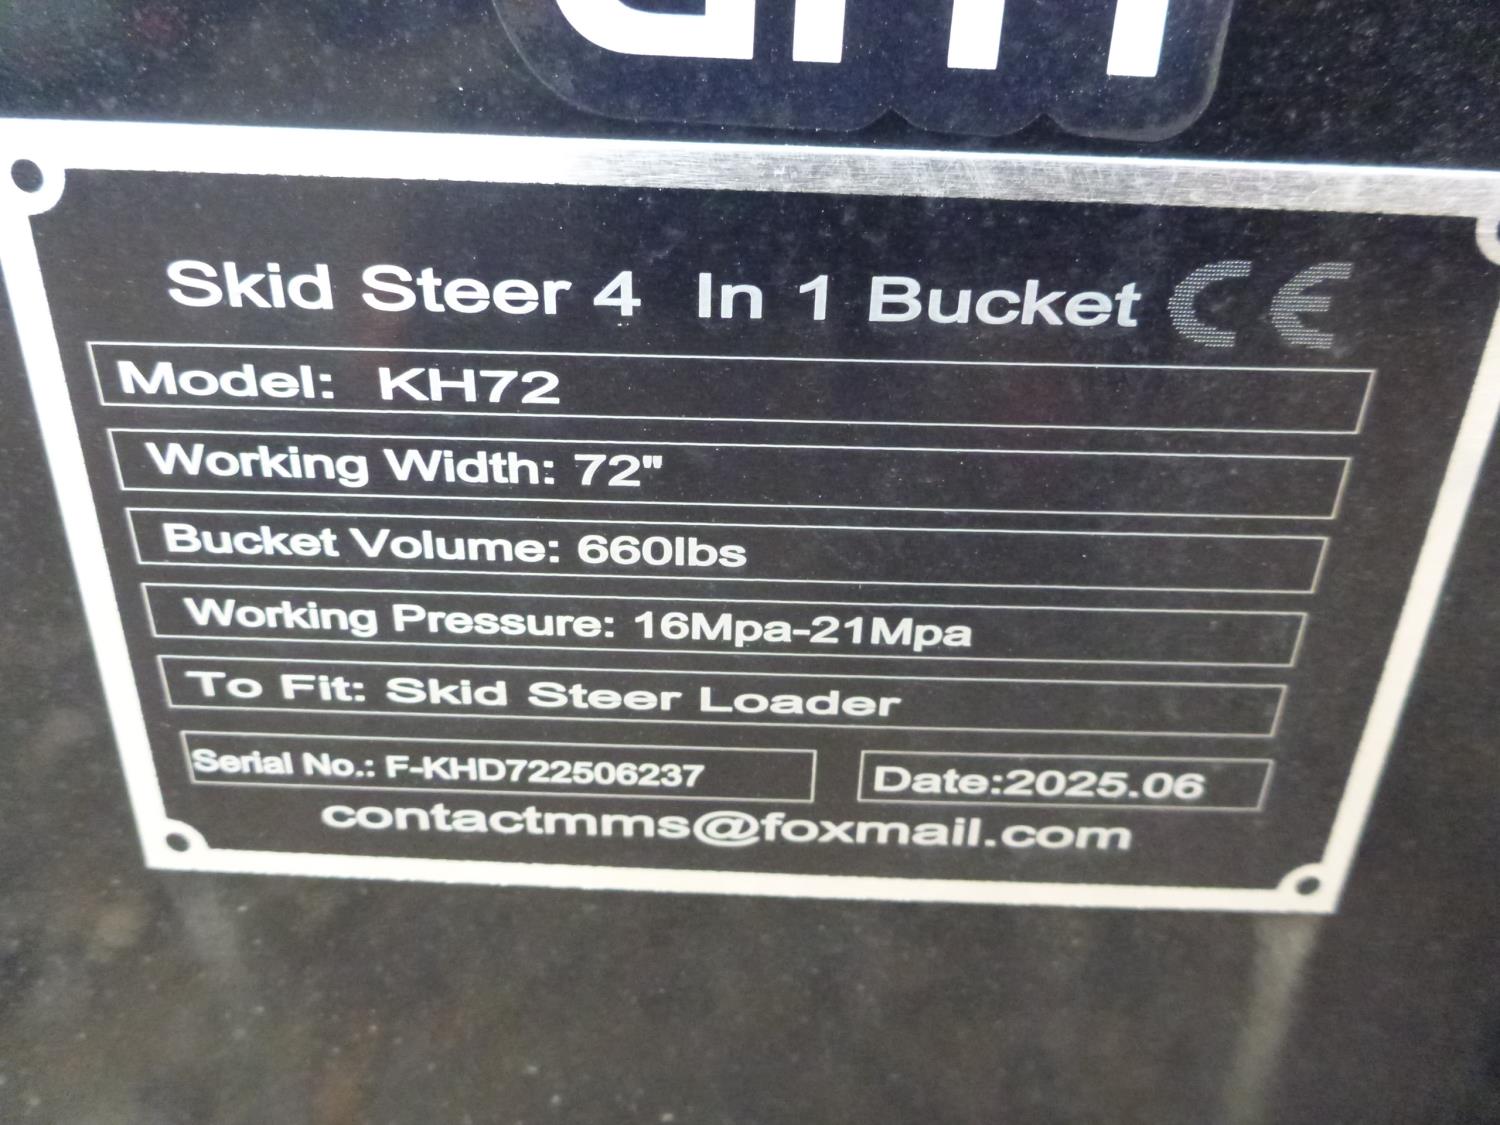 Skid Steer 4 In 1 Bucket CE
Model: KH72
Working Width: 72"
Bucket Volume: 660lbs
Working Pressure: 16Mpa-21Mpa
To Fit: Skid Steer Loader
Serial No.: F-KHD722506237 Date:2025.06
contactmms@foxmail.com